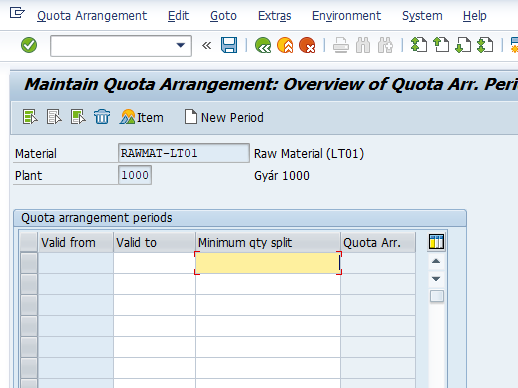 Quota Arrangement Edit Goto Extras Environment System Help
Maintain Quota Arrangement: Overview of Quota Arr. Peri
Item New Period
Material RAWMAT-LT01 Raw Material (LT01)
Plant 1000 Gyár 1000
Quota arrangement periods
Valid from Valid to Minimum qty split Quota Arr.